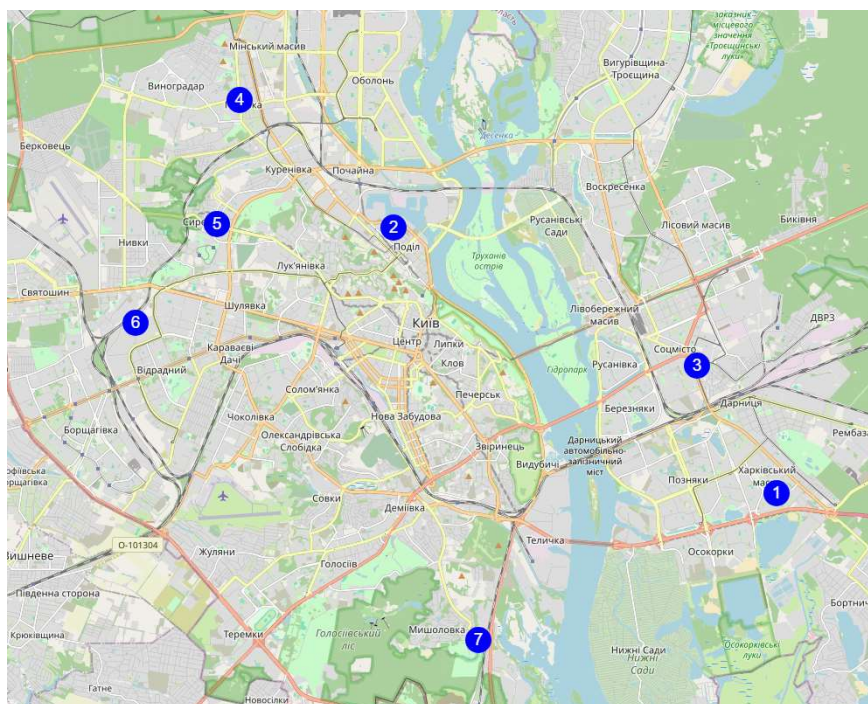 заказник
місцевого
значення
«Троєщинські
луки»
область
Мінський масив
Оболонь
Вигурівщина-
Троєщина
Виноградар
4
Десенка
Берковець
Куренівка
Почайна
Воскресенка
5
2
Поділ
Русанівські
Сади
Лісовий масив
Биківня
Нивки
Труханів
острів
Лук'янівка
Святошин
Шулявка
Київ
Лівобережний
масив
ДВРЗ
6
Центр
Липки
Соцмісто
Караваєві
Дачі
Клов
Гідропарк
Русанівка
3
Відрадний
Солом'янка
Печерськ
Березняки
Дарниця
Нова Забудова
Чоколівка
Борщагівка
Олександрівська
Слобідка
Звіринець
Дарницький
автомобільно-
залізничний
міст
Видубичі
Рембаза
Софіївська
Борщагівка
Совки
Позняки
Харківський
масив
1
Деміївка
Теличка
О-101304
Вишневе
Жуляни
Осокорки
Голосіїв
Південна сторона
Бортничі
Крюківщина
Теремки
Голосіївський
ліс
Мишоловка
7
Нижні Сади
Нижні
Сади
Осокорківські
луки
Гатне
Новосілки